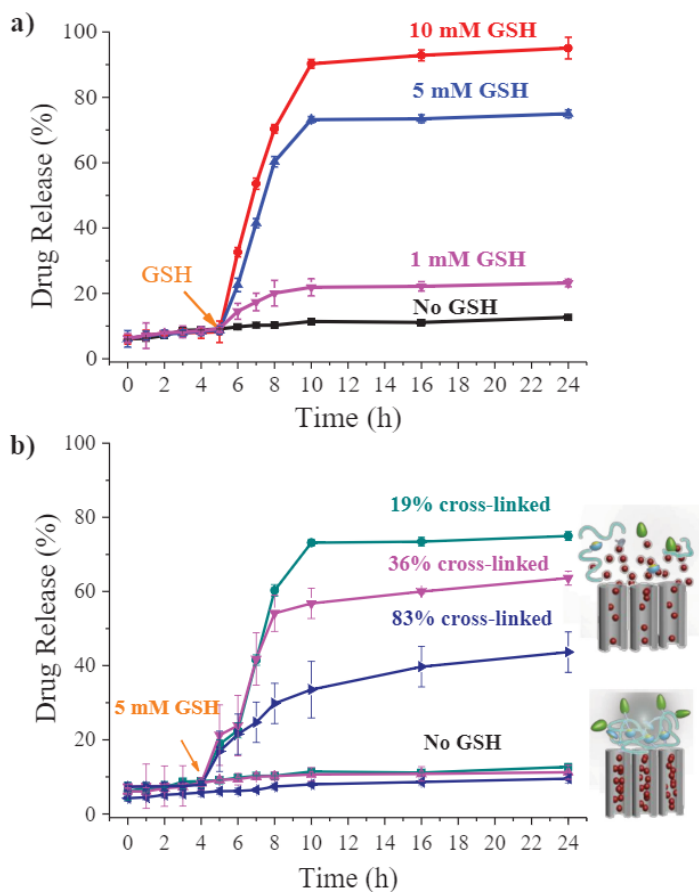 a)
100
80
60
40
20
0
Drug Release (%)
10 mM GSH
5 mM GSH
GSH
1 mM GSH
No GSH
0 2 4 6 8 10 12 14 16 18 20 22 24
Time (h)
b)
100
80
60
40
20
0
Drug Release (%)
19% cross-linked
36% cross-linked
83% cross-linked
5 mM GSH
No GSH
0 2 4 6 8 10 12 14 16 18 20 22 24
Time (h)